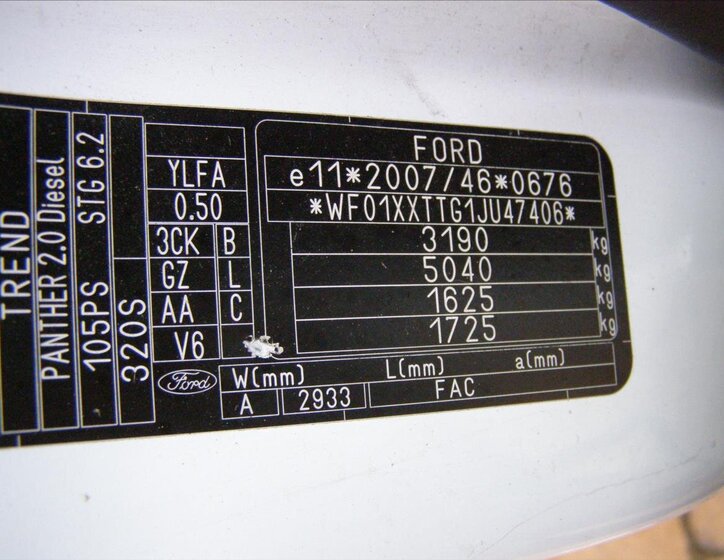 TREND
PANTHER 2.0 Diesel
105PS STG 6.2
320S
YLFA
0.50
3CK B
GZ L
AA C
V6
FORD
e11*2007/46*0676
*WF01XXTTG1JU47406*
3190 kg
5040 kg
1625 kg
1725 kg
Ford
W(mm) L(mm) a(mm)
A 2933 FAC